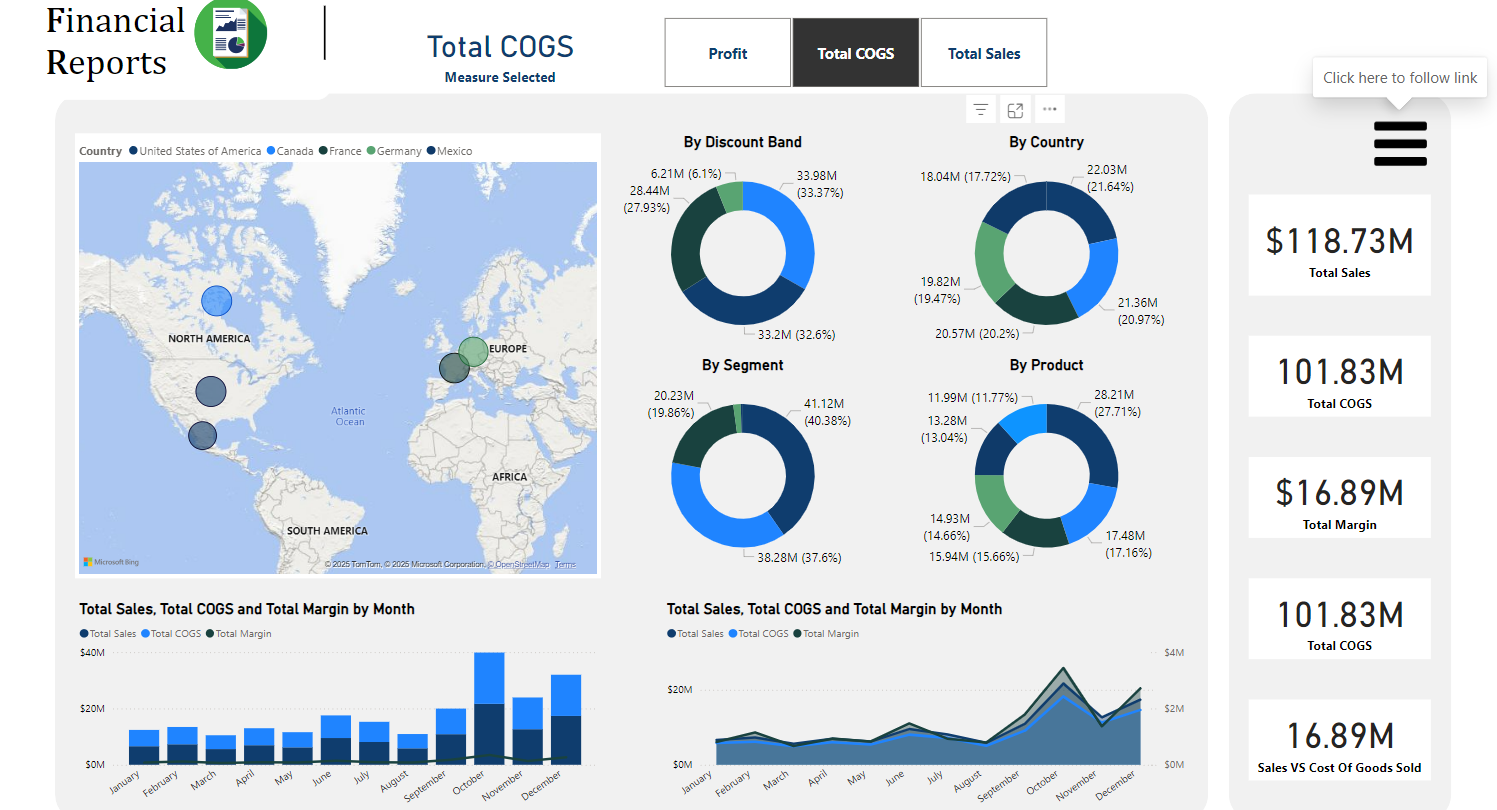 Financial
Reports
Total COGS
Measure Selected
Profit
Total COGS
Total Sales
Click here to follow link
Country United States of America Canada France Germany Mexico
NORTH AMERICA
EUROPE
Atlantic
Ocean
AFRICA
SOUTH AMERICA
Microsoft Bing
© 2025 TomTom, © 2025 Microsoft Corporation, © OpenStreetMap Terms
By Discount Band
6.21M (6.1%)
33.98M
(33.37%)
28.44M
(27.93%)
33.2M (32.6%)
By Country
18.04M (17.72%)
22.03M
(21.64%)
19.82M
(19.47%)
21.36M
(20.97%)
20.57M (20.2%)
By Segment
20.23M
(19.86%)
41.12M
(40.38%)
38.28M (37.6%)
By Product
11.99M (11.77%)
28.21M
(27.71%)
13.28M
(13.04%)
14.93M
(14.66%)
17.48M
(17.16%)
15.94M (15.66%)
Total Sales, Total COGS and Total Margin by Month
Total Sales Total COGS Total Margin
$40M
$20M
$0M
January
February
March
April
May
June
July
August
September
October
November
December
Total Sales, Total COGS and Total Margin by Month
Total Sales Total COGS Total Margin
$20M
$0M
$4M
$2M
$0M
January
February
March
April
May
June
July
August
September
October
November
December
$118.73M
Total Sales
101.83M
Total COGS
$16.89M
Total Margin
101.83M
Total COGS
16.89M
Sales VS Cost Of Goods Sold